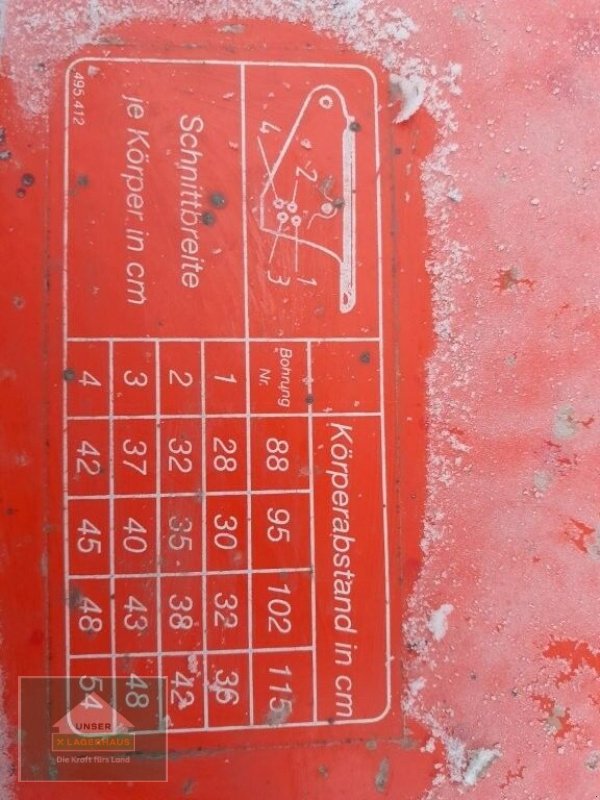 Körperabstand in cm
Bohrung Nr. 88 95 102 115
1 28 30 32 36
2 32 35 38 42
3 37 40 43 48
4 42 45 48 54
4 2 1 3
Schnittbreite
je Körper in cm
495.412
UNSER
X LAGERHAUS
Die Kraft fürs Land